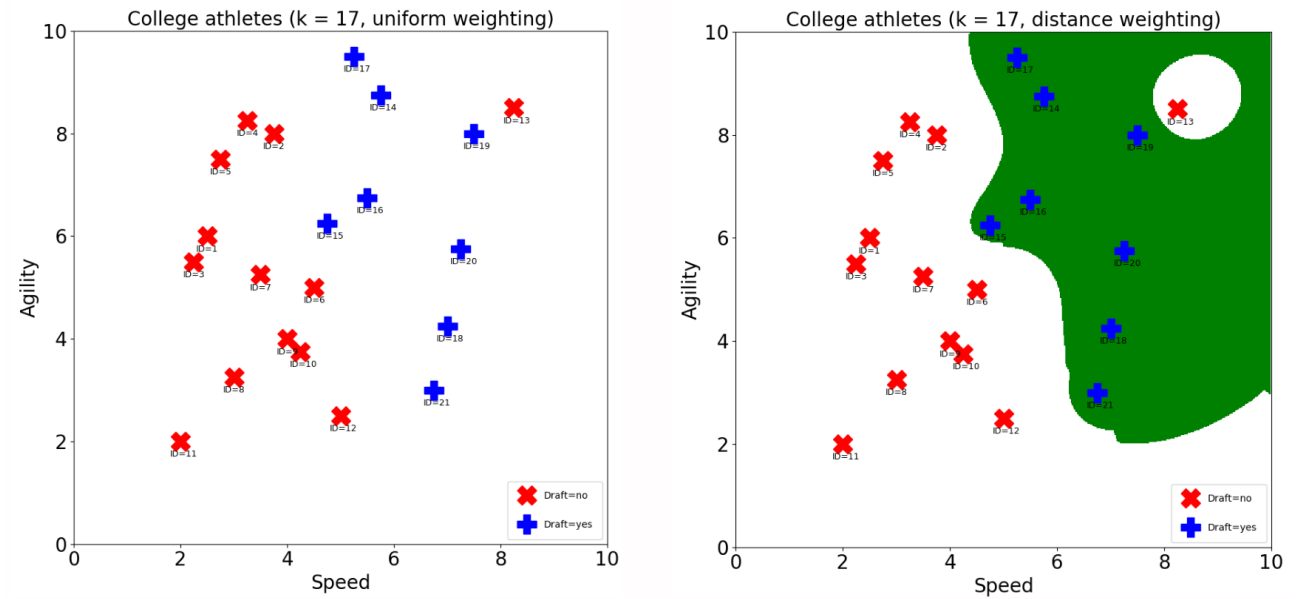 College athletes (k = 17, uniform weighting)
10
8
6
4
2
0
Agility
ID=17
ID=14
ID=13
ID=4
ID=2
ID=19
ID=5
ID=16
ID=15
ID=1
ID=20
ID=3
ID=7
ID=6
ID=18
ID=9
ID=10
ID=8
ID=21
ID=12
ID=11
Draft=no
Draft=yes
0 2 4 6 8 10
Speed
College athletes (k = 17, distance weighting)
10
8
6
4
2
0
Agility
ID=17
ID=14
ID=13
ID=4
ID=2
ID=19
ID=5
ID=16
ID=15
ID=1
ID=20
ID=3
ID=7
ID=6
ID=18
ID=9
ID=10
ID=8
ID=21
ID=12
ID=11
Draft=no
Draft=yes
0 2 4 6 8 10
Speed